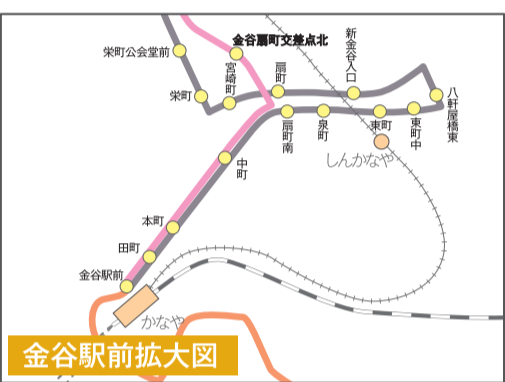 金谷扇町交差点北
新金谷入口
栄町公会堂前
宮崎町
扇町
栄町
八軒屋橋東
扇町南
泉町
東町
東町中
しんかなや
中町
本町
田町
金谷駅前
かなや
金谷駅前拡大図